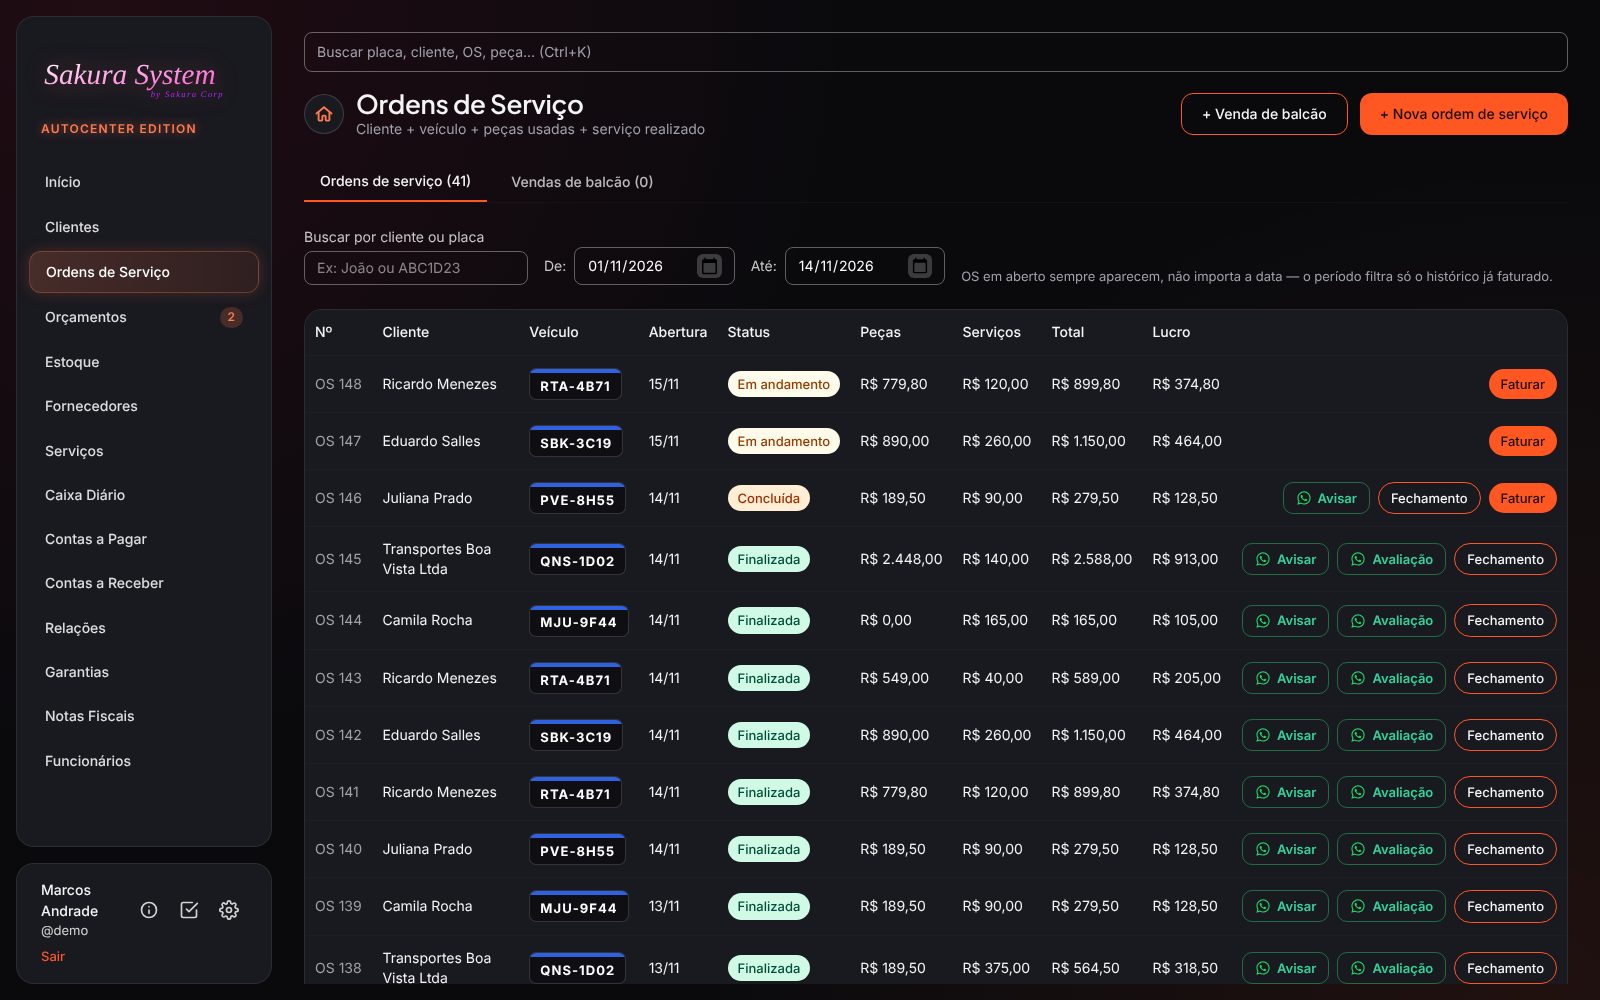 Sakura System
by Sakura Corp
AUTOCENTER EDITION
Início
Clientes
Ordens de Serviço
Orçamentos 2
Estoque
Fornecedores
Serviços
Caixa Diário
Contas a Pagar
Contas a Receber
Relações
Garantias
Notas Fiscais
Funcionários
Marcos
Andrade
@demo
Sair
Buscar placa, cliente, OS, peça... (Ctrl+K)
Ordens de Serviço
Cliente + veículo + peças usadas + serviço realizado
+ Venda de balcão
+ Nova ordem de serviço
Ordens de serviço (41) Vendas de balcão (0)
Buscar por cliente ou placa
Ex: João ou ABC1D23 De: 01/11/2026 Até: 14/11/2026 OS em aberto sempre aparecem, não importa a data — o período filtra só o histórico já faturado.
Nº Cliente Veículo Abertura Status Peças Serviços Total Lucro
OS 148 Ricardo Menezes RTA-4B71 15/11 Em andamento R$ 779,80 R$ 120,00 R$ 899,80 R$ 374,80 Faturar
OS 147 Eduardo Salles SBK-3C19 15/11 Em andamento R$ 890,00 R$ 260,00 R$ 1.150,00 R$ 464,00 Faturar
OS 146 Juliana Prado PVE-8H55 14/11 Concluída R$ 189,50 R$ 90,00 R$ 279,50 R$ 128,50 Avisar Fechamento Faturar
OS 145 Transportes Boa Vista Ltda QNS-1D02 14/11 Finalizada R$ 2.448,00 R$ 140,00 R$ 2.588,00 R$ 913,00 Avisar Avaliação Fechamento
OS 144 Camila Rocha MJU-9F44 14/11 Finalizada R$ 0,00 R$ 165,00 R$ 165,00 R$ 105,00 Avisar Avaliação Fechamento
OS 143 Ricardo Menezes RTA-4B71 14/11 Finalizada R$ 549,00 R$ 40,00 R$ 589,00 R$ 205,00 Avisar Avaliação Fechamento
OS 142 Eduardo Salles SBK-3C19 14/11 Finalizada R$ 890,00 R$ 260,00 R$ 1.150,00 R$ 464,00 Avisar Avaliação Fechamento
OS 141 Ricardo Menezes RTA-4B71 14/11 Finalizada R$ 779,80 R$ 120,00 R$ 899,80 R$ 374,80 Avisar Avaliação Fechamento
OS 140 Juliana Prado PVE-8H55 14/11 Finalizada R$ 189,50 R$ 90,00 R$ 279,50 R$ 128,50 Avisar Avaliação Fechamento
OS 139 Camila Rocha MJU-9F44 13/11 Finalizada R$ 189,50 R$ 90,00 R$ 279,50 R$ 128,50 Avisar Avaliação Fechamento
OS 138 Transportes Boa Vista Ltda QNS-1D02 13/11 Finalizada R$ 189,50 R$ 375,00 R$ 564,50 R$ 318,50 Avisar Avaliação Fechamento